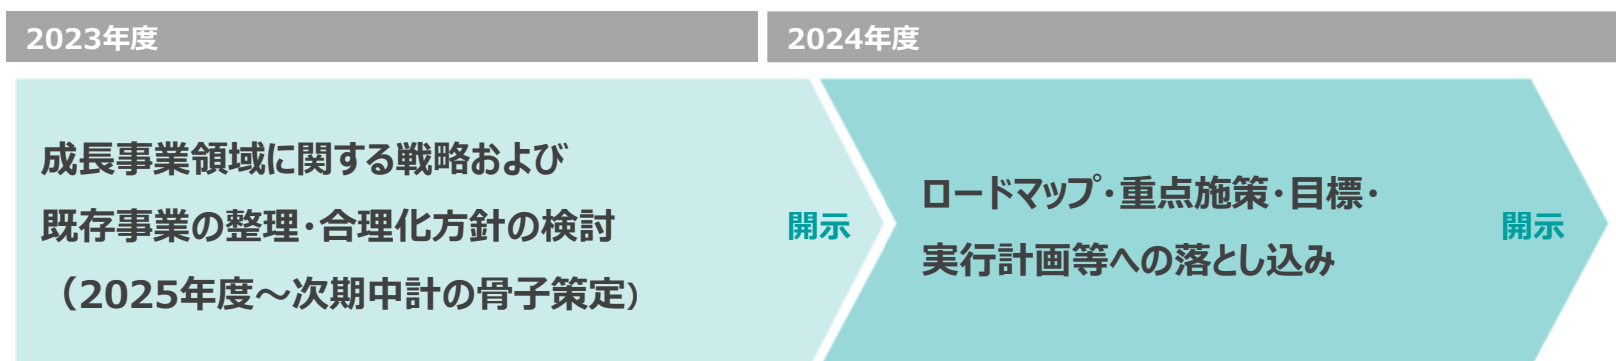 2023年度
2024年度
成長事業領域に関する戦略および
既存事業の整理・合理化方針の検討
（2025年度～次期中計の骨子策定）
開示
ロードマップ・重点施策・目標・
実行計画等への落とし込み
開示